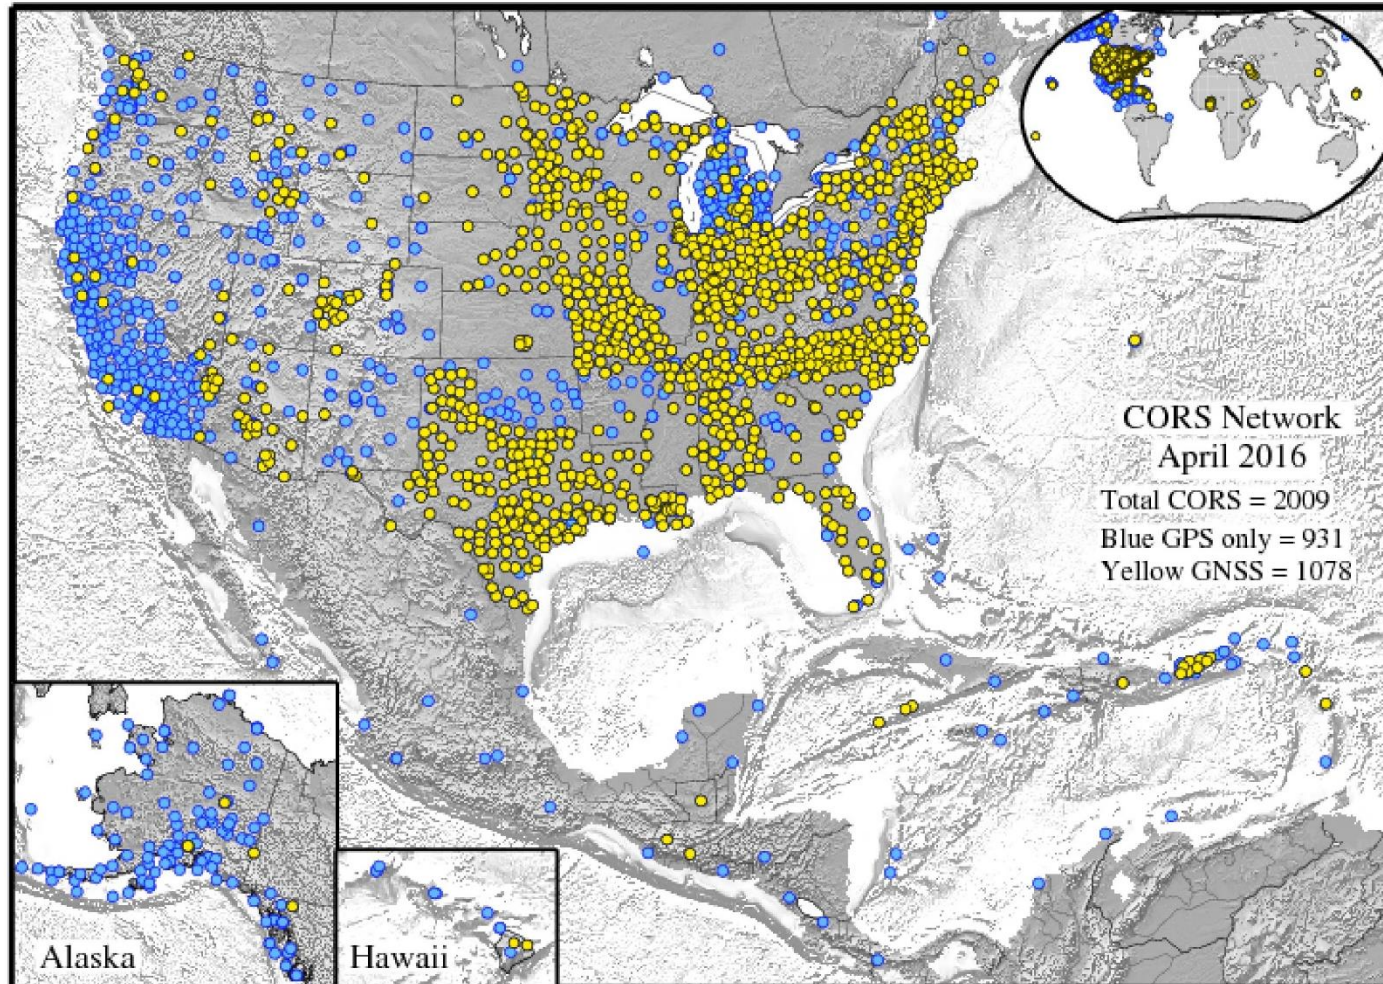 CORS Network
April 2016
Total CORS = 2009
Blue GPS only = 931
Yellow GNSS = 1078
Alaska
Hawaii